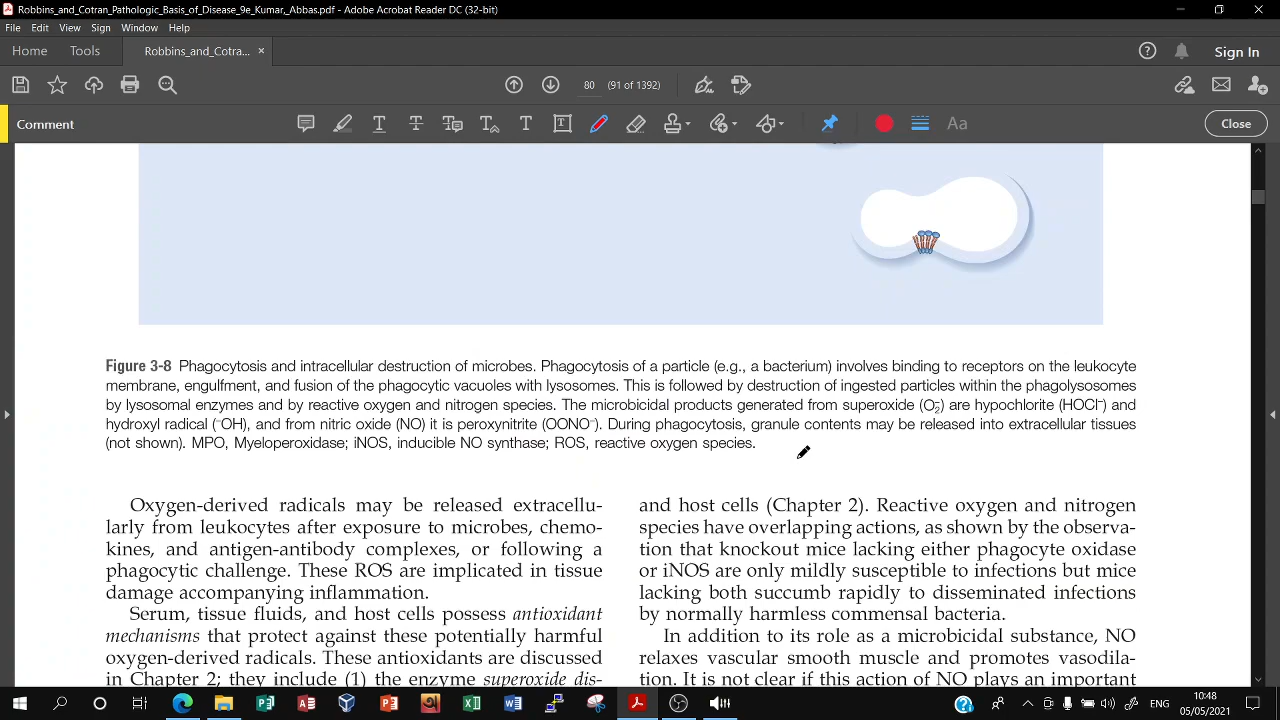 Robbins_and_Cotran_Pathologic_Basis_of_Disease_9e_Kumar_Abbas.pdf - Adobe Acrobat Reader DC (32-bit)
File Edit View Sign Window Help
Home Tools Robbins_and_Cotra... × Sign In
80 (91 of 1392)
Comment Aa Close
Figure 3-8 Phagocytosis and intracellular destruction of microbes. Phagocytosis of a particle (e.g., a bacterium) involves binding to receptors on the leukocyte
membrane, engulfment, and fusion of the phagocytic vacuoles with lysosomes. This is followed by destruction of ingested particles within the phagolysosomes
by lysosomal enzymes and by reactive oxygen and nitrogen species. The microbicidal products generated from superoxide (O₂⁻) are hypochlorite (HOCl⁻) and
hydroxyl radical (⁻OH), and from nitric oxide (NO) it is peroxynitrite (OONO⁻). During phagocytosis, granule contents may be released into extracellular tissues
(not shown). MPO, Myeloperoxidase; iNOS, inducible NO synthase; ROS, reactive oxygen species.
Oxygen-derived radicals may be released extracellu-
larly from leukocytes after exposure to microbes, chemo-
kines, and antigen-antibody complexes, or following a
phagocytic challenge. These ROS are implicated in tissue
damage accompanying inflammation.
Serum, tissue fluids, and host cells possess antioxidant
mechanisms that protect against these potentially harmful
oxygen-derived radicals. These antioxidants are discussed
in Chapter 2; they include (1) the enzyme superoxide dis-
and host cells (Chapter 2). Reactive oxygen and nitrogen
species have overlapping actions, as shown by the observa-
tion that knockout mice lacking either phagocyte oxidase
or iNOS are only mildly susceptible to infections but mice
lacking both succumb rapidly to disseminated infections
by normally harmless commensal bacteria.
In addition to its role as a microbicidal substance, NO
relaxes vascular smooth muscle and promotes vasodila-
tion. It is not clear if this action of NO plays an important
ENG
10:48
05/05/2021